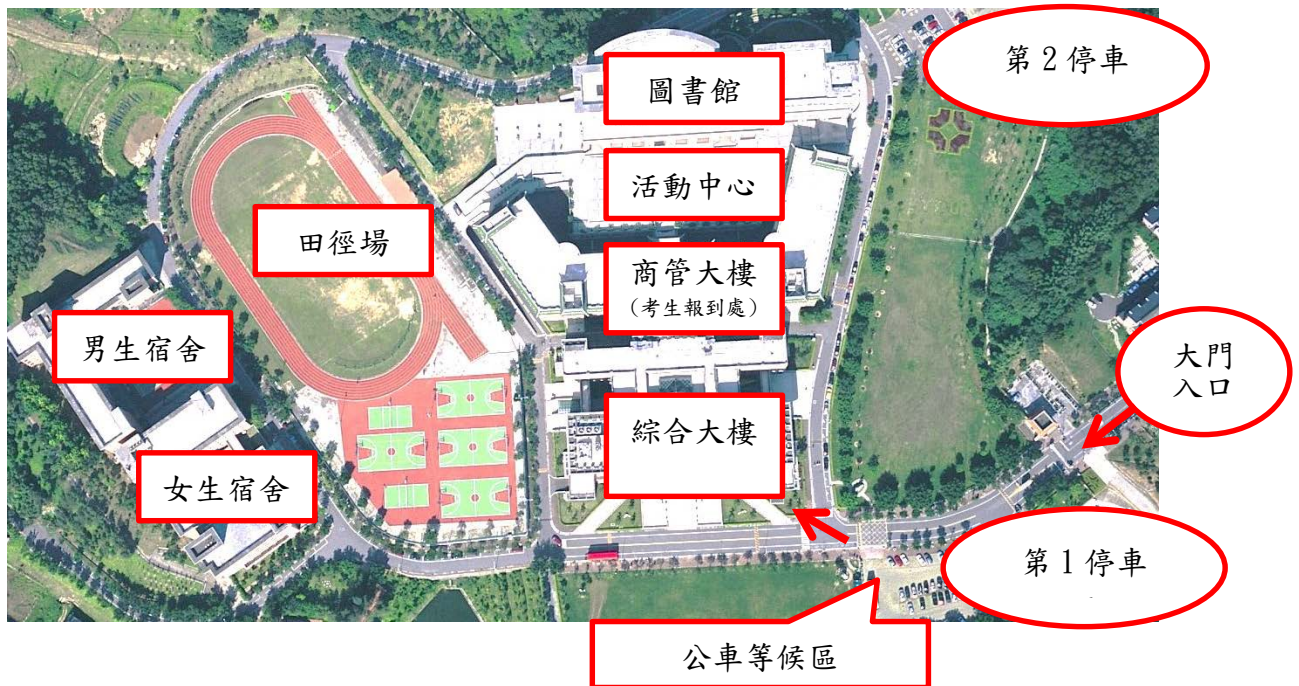 第2停車
圖書館
活動中心
田徑場
商管大樓
(考生報到處)
男生宿舍
大門
入口
綜合大樓
女生宿舍
第1停車
公車等候區